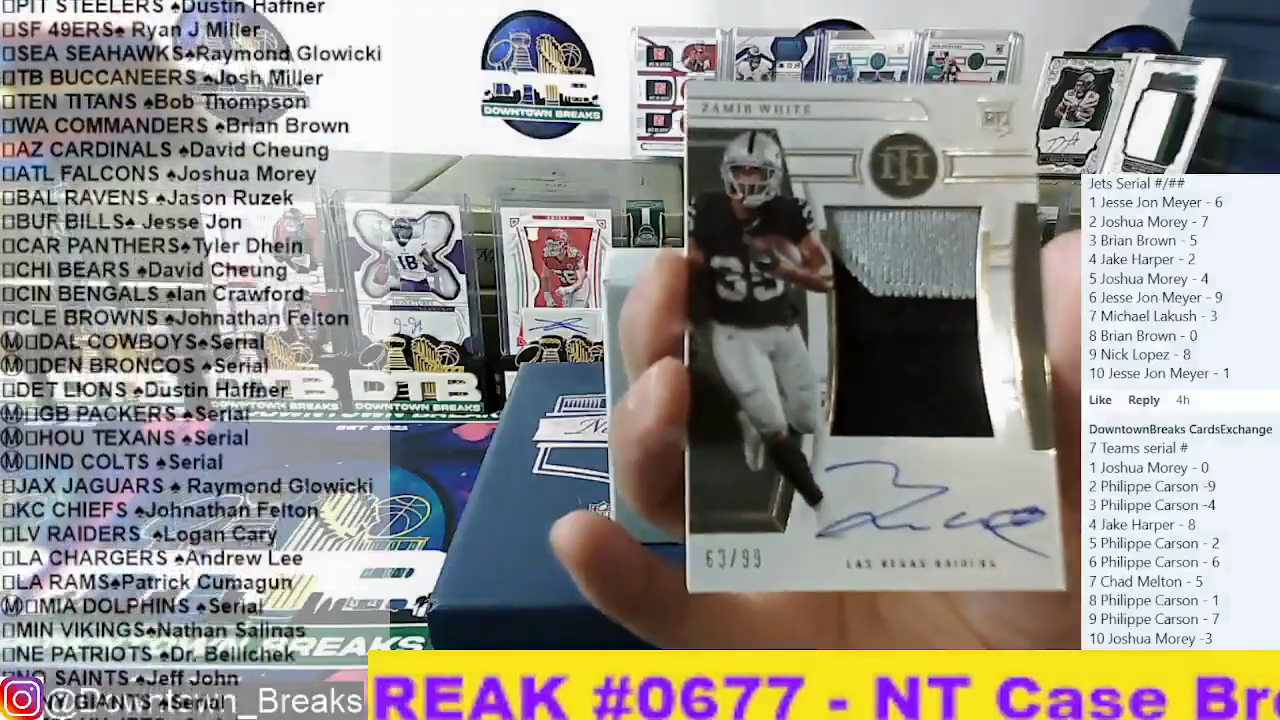 PIT STEELERS ♠Dustin Haffner
SF 49ERS♠ Ryan J Miller
SEA SEAHAWKS♠Raymond Glowicki
TB BUCCANEERS ♠Josh Miller
TEN TITANS ♠Bob Thompson
WA COMMANDERS ♠Brian Brown
AZ CARDINALS ♠David Cheung
ATL FALCONS ♠Joshua Morey
BAL RAVENS ♠Jason Ruzek
BUF BILLS♠ Jesse Jon
CAR PANTHERS♠Tyler Dhein
CHI BEARS ♠David Cheung
CIN BENGALS ♠Ian Crawford
CLE BROWNS ♠Johnathan Felton
Ⓜ DAL COWBOYS♠Serial
Ⓜ DEN BRONCOS ♠Serial
DET LIONS ♠Dustin Haffner
Ⓜ GB PACKERS ♠Serial
Ⓜ HOU TEXANS ♠Serial
Ⓜ IND COLTS ♠Serial
JAX JAGUARS ♠ Raymond Glowicki
KC CHIEFS ♠Johnathan Felton
LV RAIDERS ♠Logan Cary
LA CHARGERS ♠Andrew Lee
LA RAMS♠Patrick Cumagun
Ⓜ MIA DOLPHINS ♠Serial
MIN VIKINGS♠Nathan Salinas
NE PATRIOTS ♠Dr. Bellichek
NO SAINTS ♠Jeff John
NY GIANTS ♠Serial
@Downtown_Breaks
DOWNTOWN BREAKS
DTB
DOWNTOWN BREAKS
ZAMIR WHITE
35
63/99
LAS VEGAS RAIDERS
18
Jets Serial #/##
1 Jesse Jon Meyer - 6
2 Joshua Morey - 7
3 Brian Brown - 5
4 Jake Harper - 2
5 Joshua Morey - 4
6 Jesse Jon Meyer - 9
7 Michael Lakush - 3
8 Brian Brown - 0
9 Nick Lopez - 8
10 Jesse Jon Meyer - 1
Like Reply 4h
DowntownBreaks CardsExchange
7 Teams serial #
1 Joshua Morey - 0
2 Philippe Carson -9
3 Philippe Carson -4
4 Jake Harper - 8
5 Philippe Carson - 2
6 Philippe Carson - 6
7 Chad Melton - 5
8 Philippe Carson - 1
9 Philippe Carson - 7
10 Joshua Morey -3
REAK #0677 - NT Case Bre